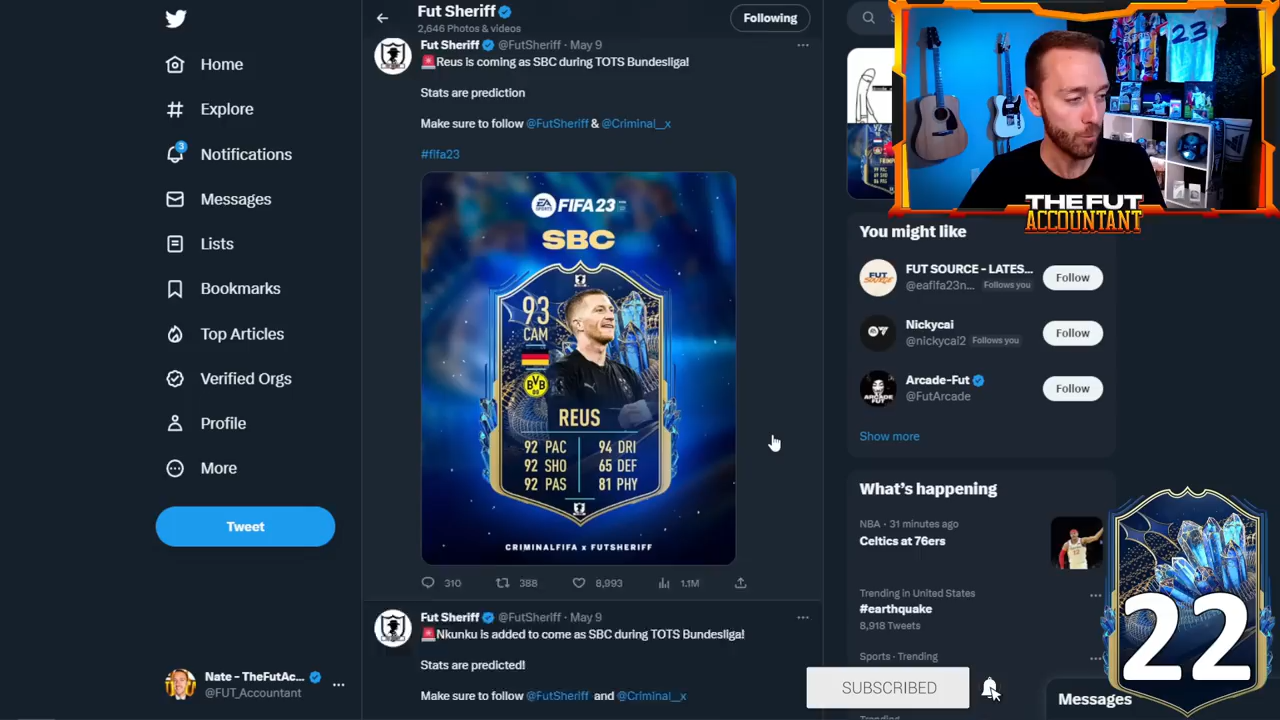 Home
Explore
3
Notifications
Messages
Lists
Bookmarks
Top Articles
Verified Orgs
Profile
More
Tweet
Nate - TheFutAc...
@FUT_Accountant
Fut Sheriff
2,646 Photos & videos
Following
Fut Sheriff @FutSheriff · May 9
🚨Reus is coming as SBC during TOTS Bundesliga!
Stats are prediction
Make sure to follow @FutSheriff & @Criminal__x
#fifa23
EA SPORTS FIFA 23
SBC
93
CAM
BVB
09
REUS
92 PAC 94 DRI
92 SHO 65 DEF
92 PAS 81 PHY
CRIMINALFIFA x FUTSHERIFF
310 388 8,993 1.1M
Fut Sheriff @FutSheriff · May 9
🚨Nkunku is added to come as SBC during TOTS Bundesliga!
Stats are predicted!
Make sure to follow @FutSheriff and @Criminal__x
23
THE FUT
ACCOUNTANT
You might like
FUT SOURCE - LATES...
@eafifa23n... Follows you
Follow
Nickycai
@nickycai2 Follows you
Follow
Arcade-Fut
@FutArcade
Follow
Show more
What's happening
NBA · 31 minutes ago
Celtics at 76ers
Trending in United States
#earthquake
8,918 Tweets
Sports · Trending
SUBSCRIBED
Messages
22